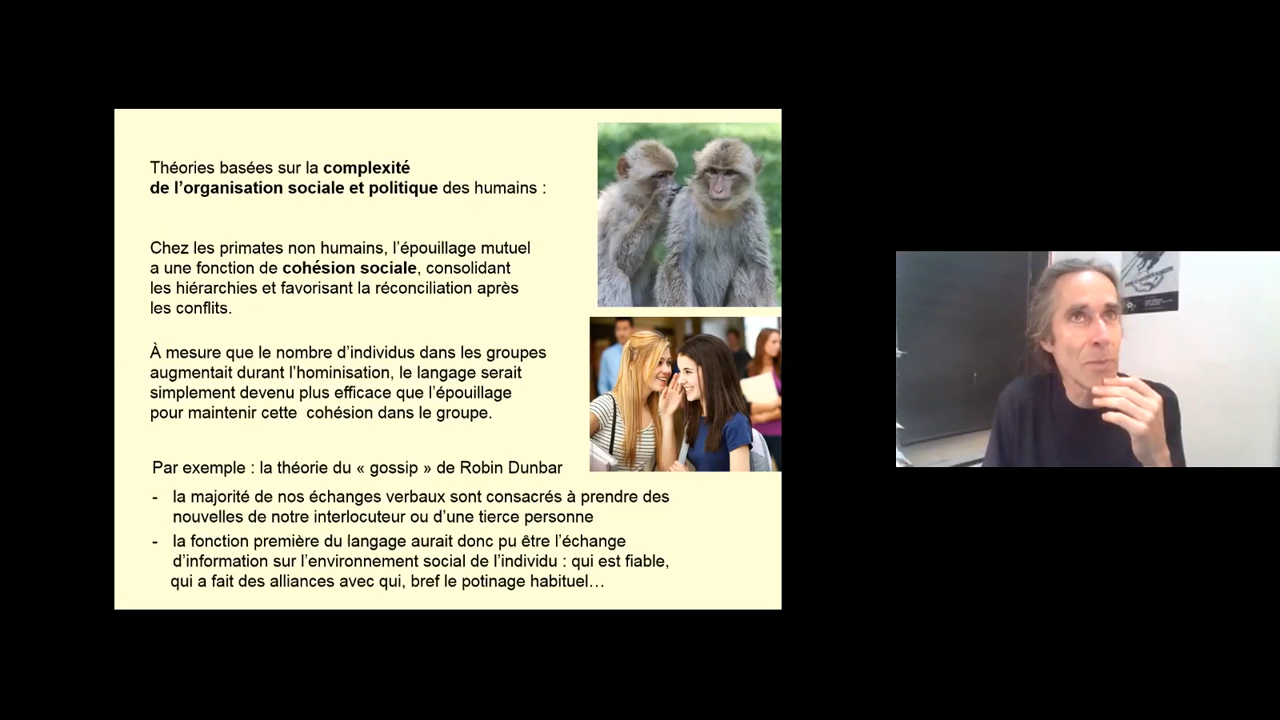 Théories basées sur la complexité
de l’organisation sociale et politique des humains :
Chez les primates non humains, l’épouillage mutuel
a une fonction de cohésion sociale, consolidant
les hiérarchies et favorisant la réconciliation après
les conflits.
À mesure que le nombre d’individus dans les groupes
augmentait durant l’hominisation, le langage serait
simplement devenu plus efficace que l’épouillage
pour maintenir cette  cohésion dans le groupe.
Par exemple : la théorie du « gossip » de Robin Dunbar
- la majorité de nos échanges verbaux sont consacrés à prendre des
nouvelles de notre interlocuteur ou d’une tierce personne
- la fonction première du langage aurait donc pu être l’échange
d’information sur l’environnement social de l’individu : qui est fiable,
qui a fait des alliances avec qui, bref le potinage habituel…